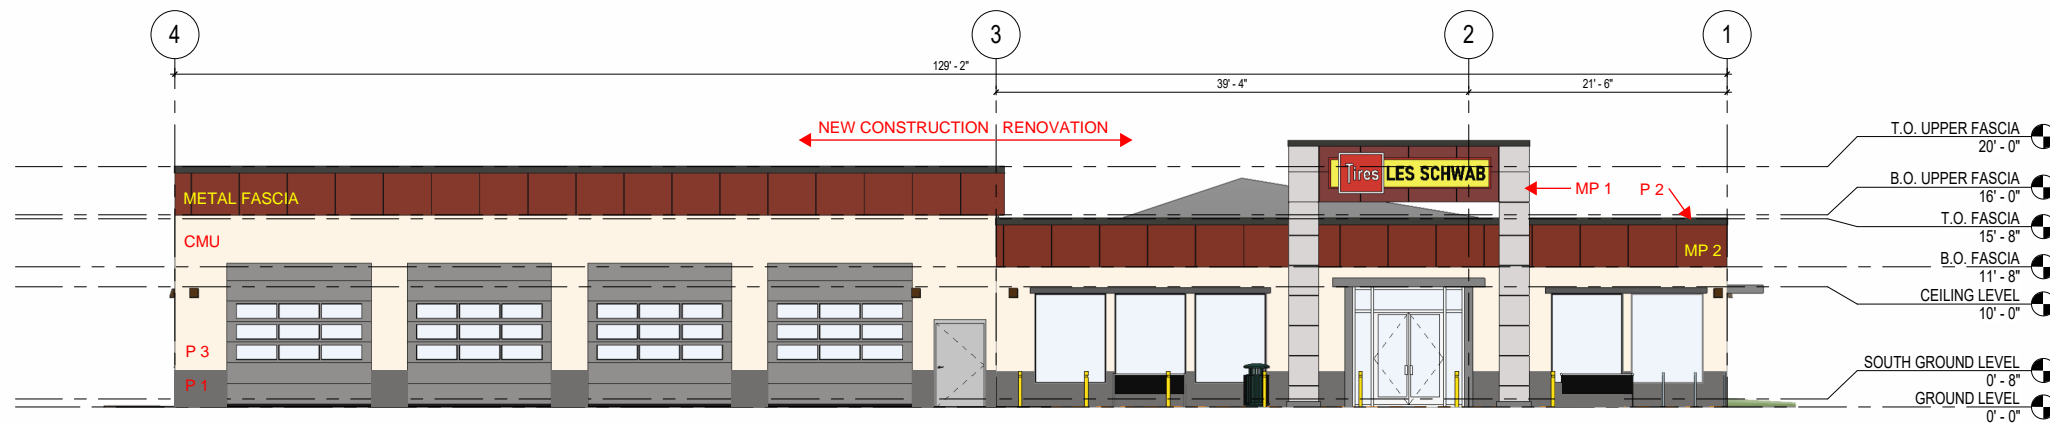 4
3
2
1
129' - 2"
39' - 4"
21' - 6"
NEW CONSTRUCTION
RENOVATION
T.O. UPPER FASCIA
20' - 0"
B.O. UPPER FASCIA
16' - 0"
T.O. FASCIA
15' - 8"
B.O. FASCIA
11' - 8"
CEILING LEVEL
10' - 0"
SOUTH GROUND LEVEL
0' - 8"
GROUND LEVEL
0' - 0"
Tires LES SCHWAB
MP 1
P 2
METAL FASCIA
CMU
MP 2
P 3
P 1